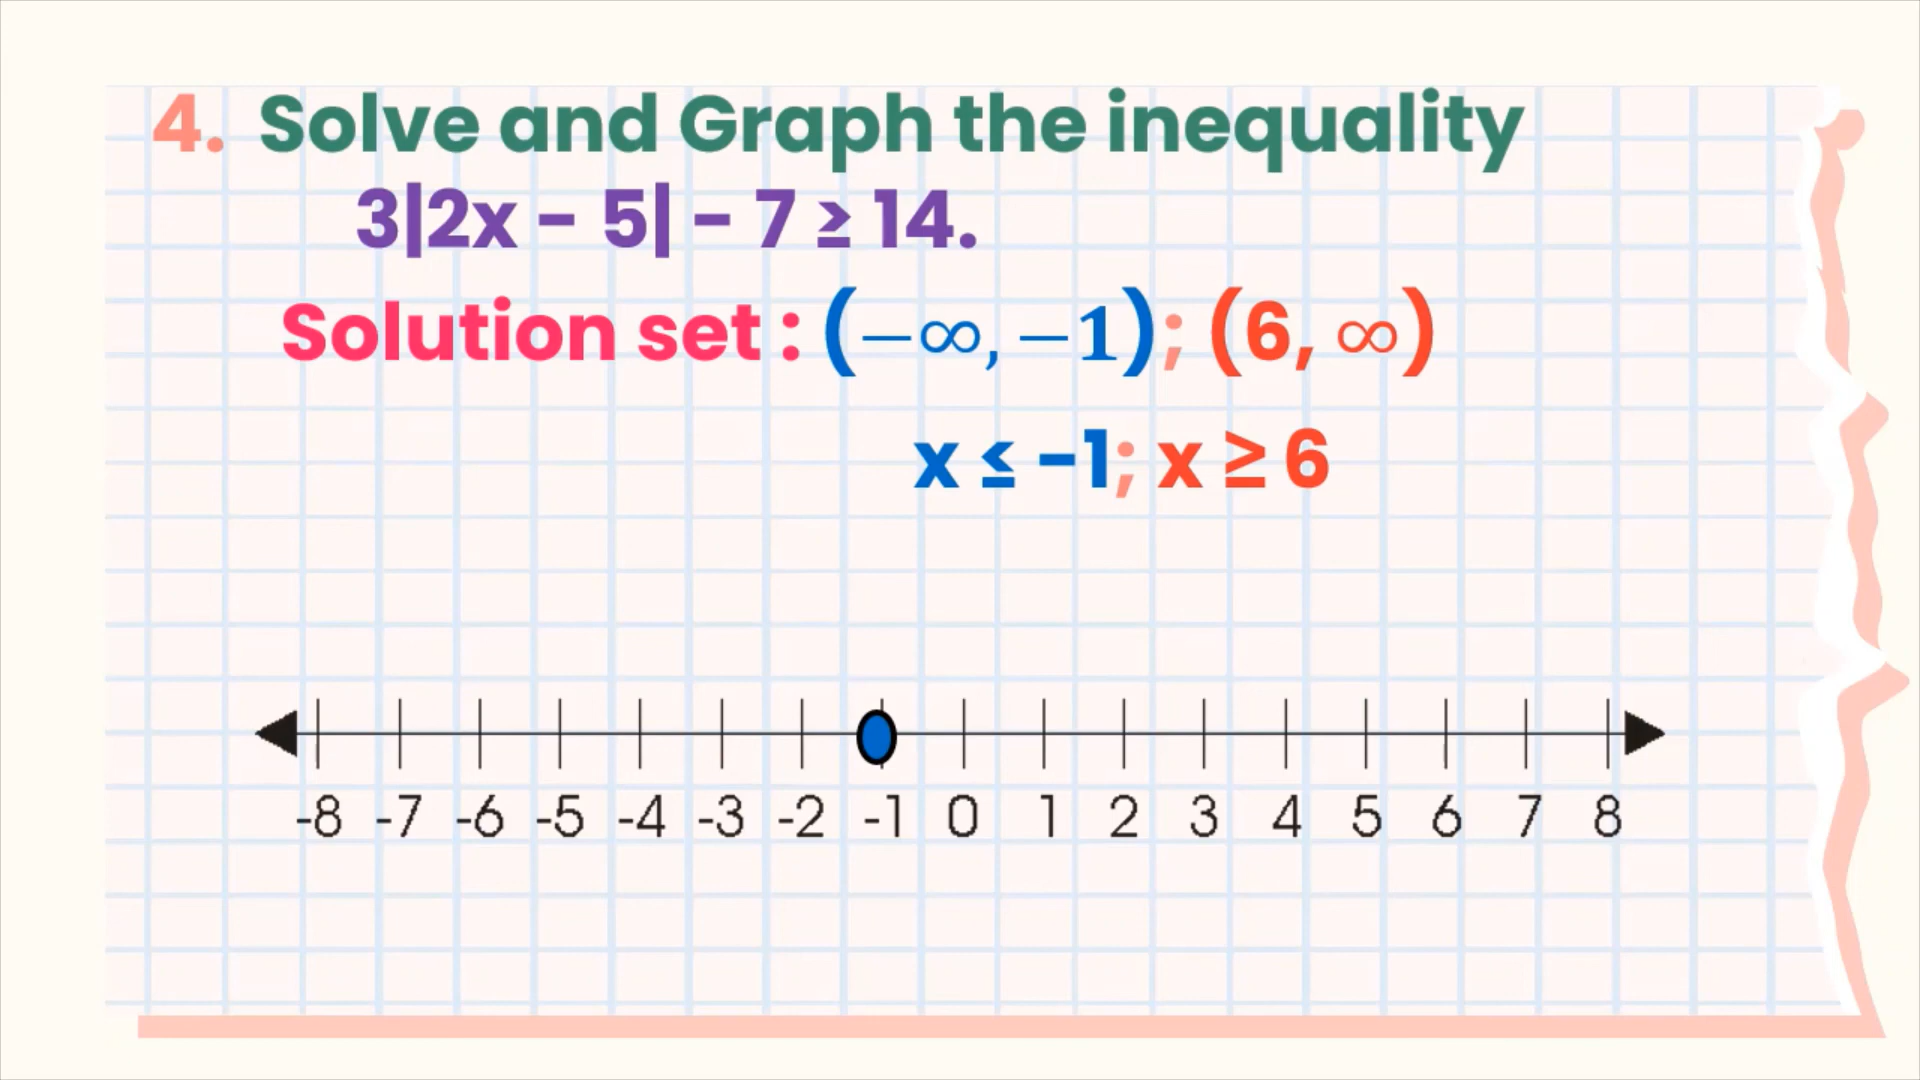 4. Solve and Graph the inequality
3|2x - 5| - 7 ≥ 14.
Solution set : (−∞, −1); (6, ∞)
x ≤ -1; x ≥ 6
-8 -7 -6 -5 -4 -3 -2 -1 0 1 2 3 4 5 6 7 8